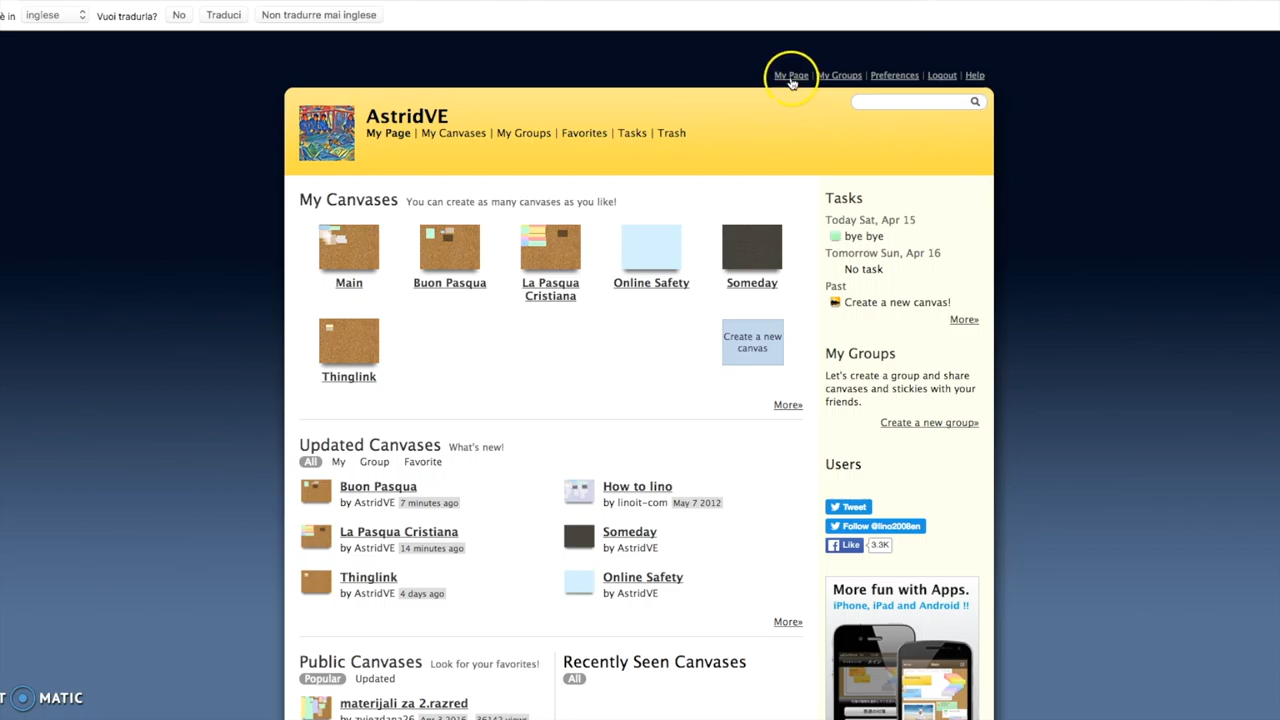 è in inglese Vuoi tradurla? No Traduci Non tradurre mai inglese
My Page | My Groups | Preferences | Logout | Help
AstridVE
My Page | My Canvases | My Groups | Favorites | Tasks | Trash
My Canvases You can create as many canvases as you like!
Main Buon Pasqua La Pasqua Cristiana Online Safety Someday
Thinglink Create a new canvas
More»
Updated Canvases What's new!
All My Group Favorite
Buon Pasqua
by AstridVE 7 minutes ago
La Pasqua Cristiana
by AstridVE 14 minutes ago
Thinglink
by AstridVE 4 days ago
How to lino
by linoit-com May 7 2012
Someday
by AstridVE
Online Safety
by AstridVE
More»
Public Canvases Look for your favorites!
Popular Updated
materijali za 2.razred
by zvjezdana26 Apr 3 2016 36142 views
Recently Seen Canvases
All
Tasks
Today Sat, Apr 15
bye bye
Tomorrow Sun, Apr 16
No task
Past
Create a new canvas!
More»
My Groups
Let's create a group and share
canvases and stickies with your
friends.
Create a new group»
Users
Tweet
Follow @lino2008en
Like 3.3K
More fun with Apps.
iPhone, iPad and Android !!
T MATIC